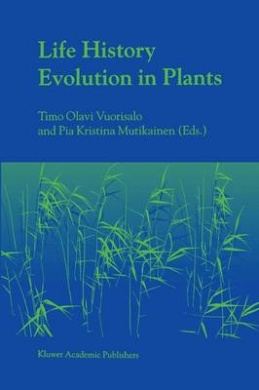 Life History
Evolution in Plants
Timo Olavi Vuorisalo
and Pia Kristina Mutikainen (Eds.)
Kluwer Academic Publishers